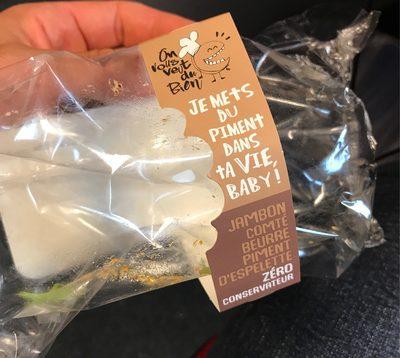 On
vous
veut
du
Bien
JE METS
DU
PIMENT
DANS
tA VIE,
BABY !
JAMBON
COMTÉ
BEURRE
PIMENT
D'ESPELETTE
ZÉRO
CONSERVATEUR